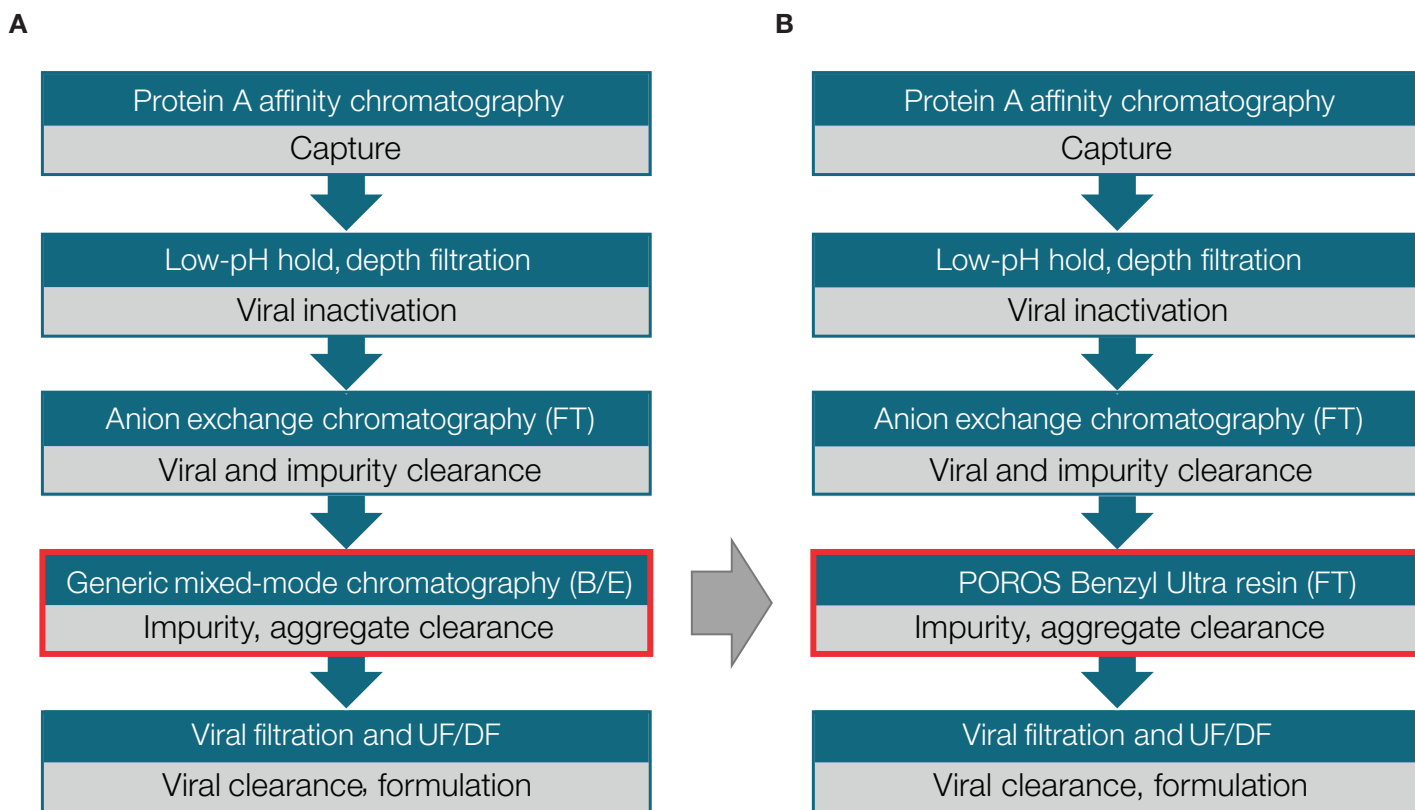 A
Protein A affinity chromatography
Capture
Low-pH hold, depth filtration
Viral inactivation
Anion exchange chromatography (FT)
Viral and impurity clearance
Generic mixed-mode chromatography (B/E)
Impurity, aggregate clearance
Viral filtration and UF/DF
Viral clearance, formulation
B
Protein A affinity chromatography
Capture
Low-pH hold, depth filtration
Viral inactivation
Anion exchange chromatography (FT)
Viral and impurity clearance
POROS Benzyl Ultra resin (FT)
Impurity, aggregate clearance
Viral filtration and UF/DF
Viral clearance, formulation